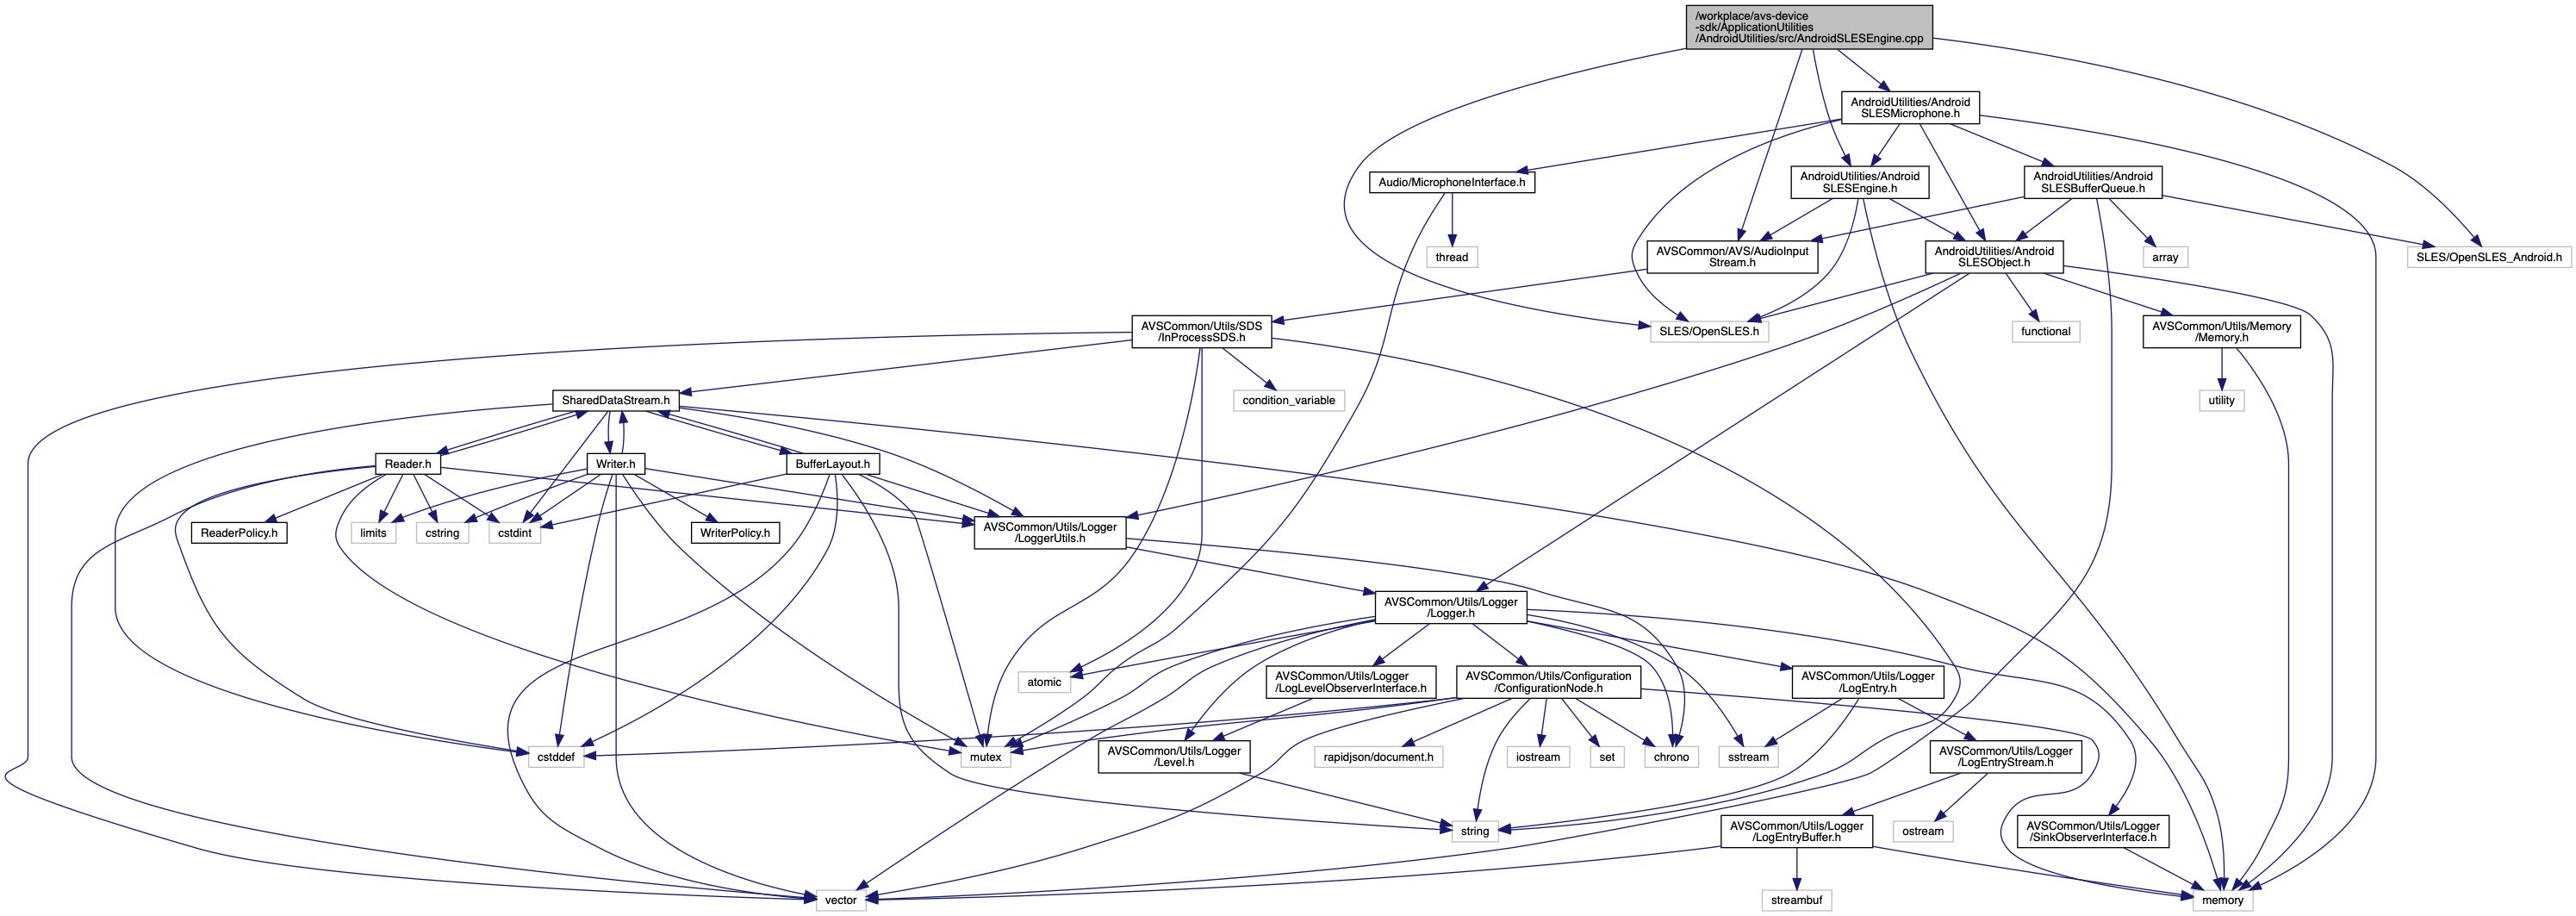 /workplace/avs-device
-sdk/ApplicationUtilities
/AndroidUtilities/src/AndroidSLESEngine.cpp
AndroidUtilities/Android
SLESMicrophone.h
Audio/MicrophoneInterface.h
AndroidUtilities/Android
SLESEngine.h
AndroidUtilities/Android
SLESBufferQueue.h
thread
AVSCommon/AVS/AudioInput
Stream.h
AndroidUtilities/Android
SLESObject.h
array
SLES/OpenSLES_Android.h
AVSCommon/Utils/SDS
/InProcessSDS.h
SLES/OpenSLES.h
functional
AVSCommon/Utils/Memory
/Memory.h
SharedDataStream.h
condition_variable
utility
Reader.h
Writer.h
BufferLayout.h
ReaderPolicy.h
limits
cstring
cstdint
WriterPolicy.h
AVSCommon/Utils/Logger
/LoggerUtils.h
AVSCommon/Utils/Logger
/Logger.h
atomic
AVSCommon/Utils/Logger
/LogLevelObserverInterface.h
AVSCommon/Utils/Configuration
/ConfigurationNode.h
AVSCommon/Utils/Logger
/LogEntry.h
cstddef
mutex
AVSCommon/Utils/Logger
/Level.h
rapidjson/document.h
iostream
set
chrono
sstream
AVSCommon/Utils/Logger
/LogEntryStream.h
string
AVSCommon/Utils/Logger
/LogEntryBuffer.h
ostream
AVSCommon/Utils/Logger
/SinkObserverInterface.h
vector
streambuf
memory